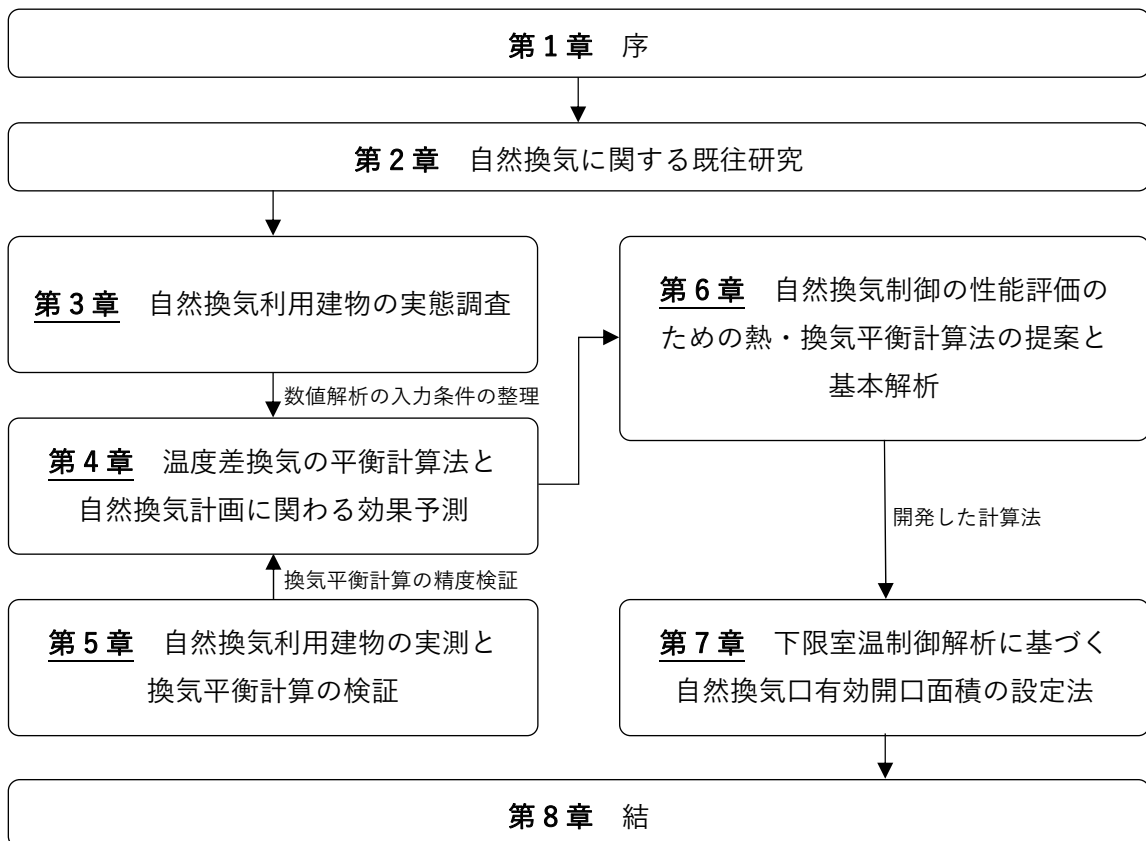 第1章 序
第2章 自然換気に関する既往研究
第3章 自然換気利用建物の実態調査
数値解析の入力条件の整理
第4章 温度差換気の平衡計算法と
自然換気計画に関わる効果予測
換気平衡計算の精度検証
第5章 自然換気利用建物の実測と
換気平衡計算の検証
第6章 自然換気制御の性能評価の
ための熱・換気平衡計算法の提案と
基本解析
開発した計算法
第7章 下限室温制御解析に基づく
自然換気口有効開口面積の設定法
第8章 結